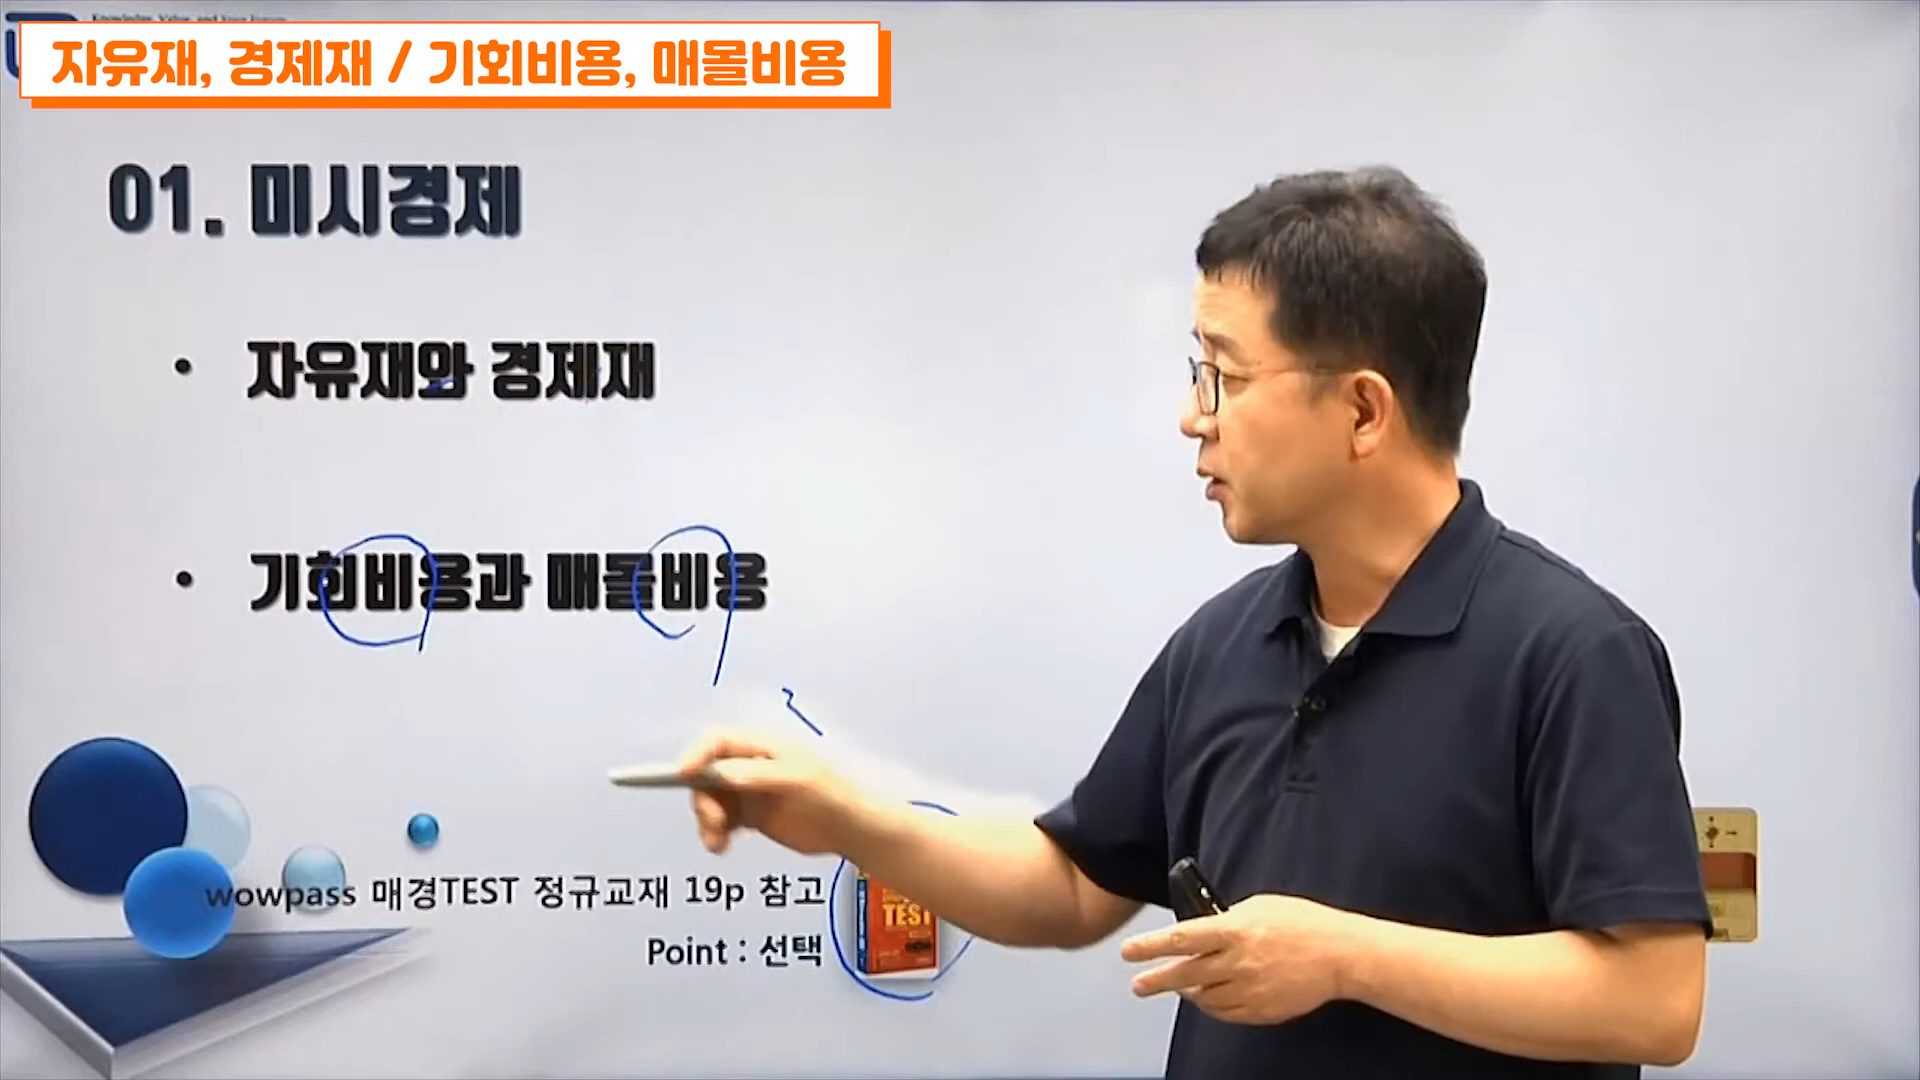 자유재, 경제재 / 기회비용, 매몰비용
01. 미시경제
• 자유재와 경제재
• 기회비용과 매몰비용
wowpass 매경TEST 정규교재 19p 참고
TEST
Point : 선택